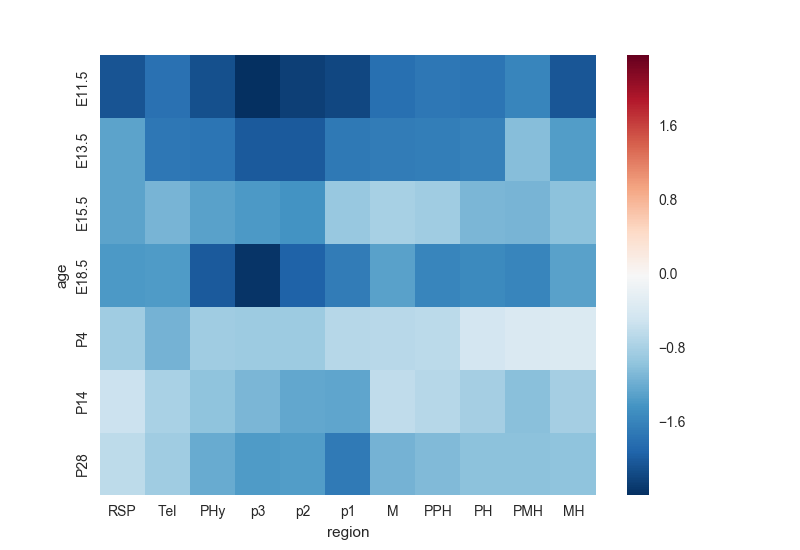 age
E11.5
E13.5
E15.5
E18.5
P4
P14
P28
RSP Tel PHy p3 p2 p1 M PPH PH PMH MH
region
1.6
0.8
0.0
−0.8
−1.6